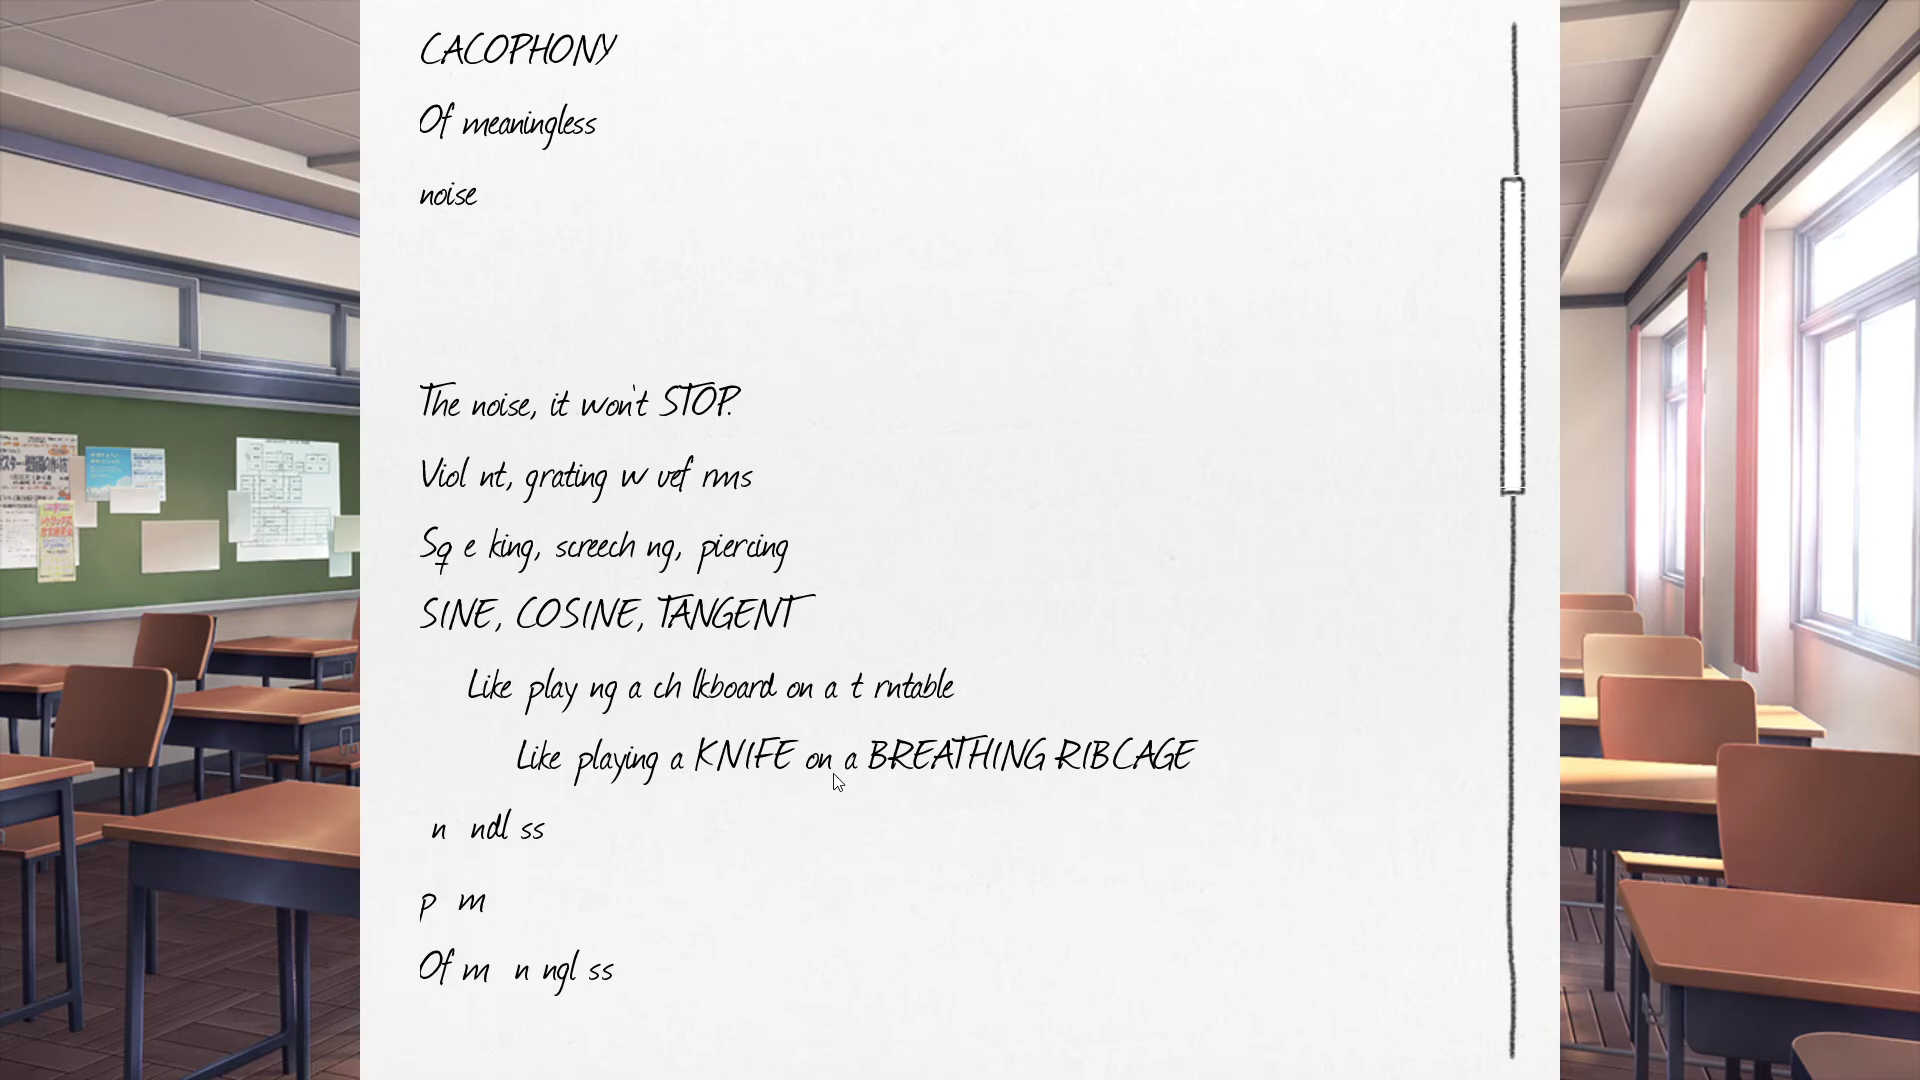 CACOPHONY
Of meaningless
noise
The noise, it won't STOP.
Viol nt, grating w vef rms
Sq e king, screech ng, piercing
SINE, COSINE, TANGENT
Like play ng a ch lkboard on a t rntable
Like playing a KNIFE on a BREATHING RIBCAGE
n ndl ss
p m
Of m n ngl ss